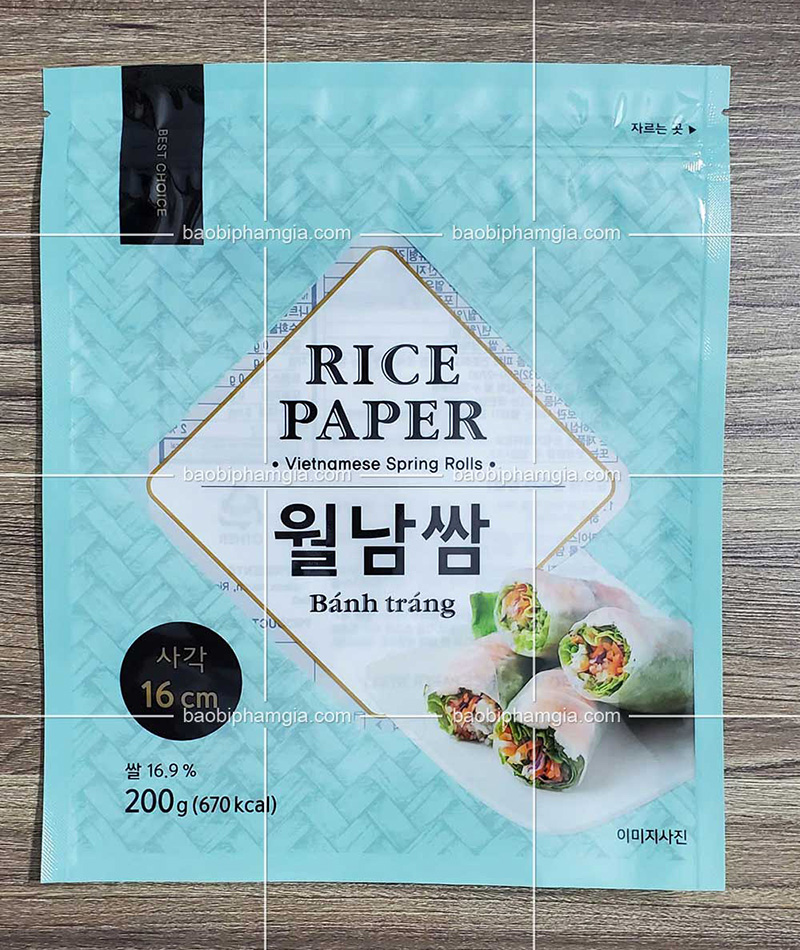 BEST CHOICE
자르는 곳 ▶
baobiphamgia.com baobiphamgia.com
RICE
PAPER
• Vietnamese Spring Rolls •
baobiphamgia.com baobiphamgia.com
월남쌈
Bánh tráng
사각
16 cm
baobiphamgia.com baobiphamgia.com
쌀 16.9 %
200g (670 kcal)
이미지사진